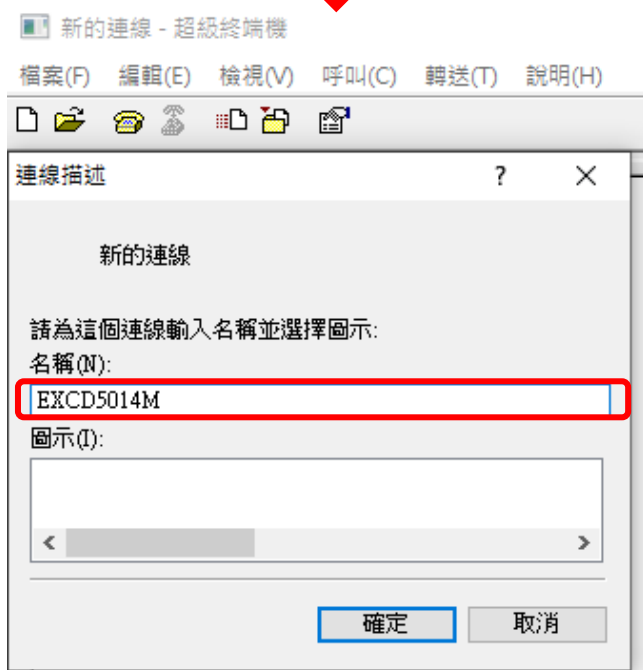 新的連線 - 超級終端機
檔案(F) 編輯(E) 檢視(V) 呼叫(C) 轉送(T) 說明(H)
連線描述 ? ×
新的連線
請為這個連線輸入名稱並選擇圖示:
名稱(N):
EXCD5014M
圖示(I):
確定 取消